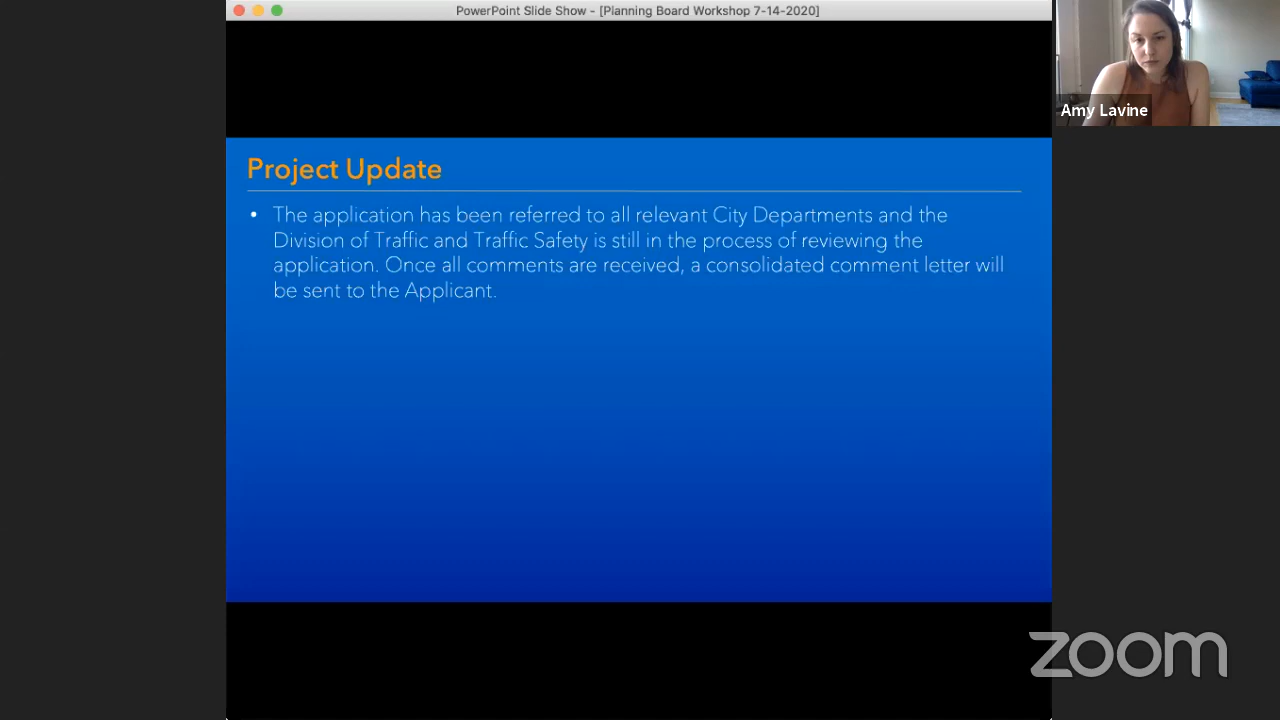 PowerPoint Slide Show - [Planning Board Workshop 7-14-2020]
Amy Lavine
Project Update
• The application has been referred to all relevant City Departments and the
Division of Traffic and Traffic Safety is still in the process of reviewing the
application. Once all comments are received, a consolidated comment letter will
be sent to the Applicant.
zoom